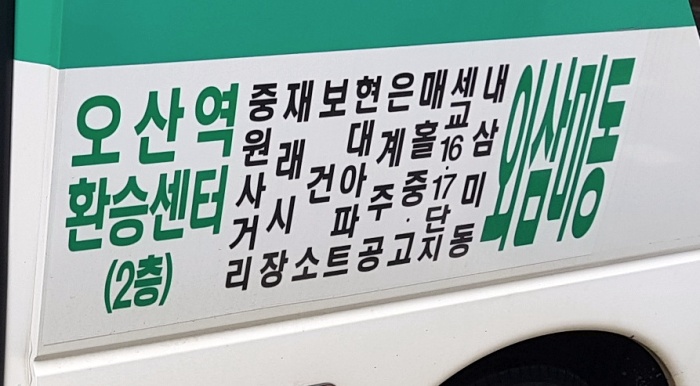 오산역
환승센터
(2층)
중원사거리
재래시장
보건소
현대아파트
은계주공
매홀중·고
세교16·17단지
내삼미동
외삼미동